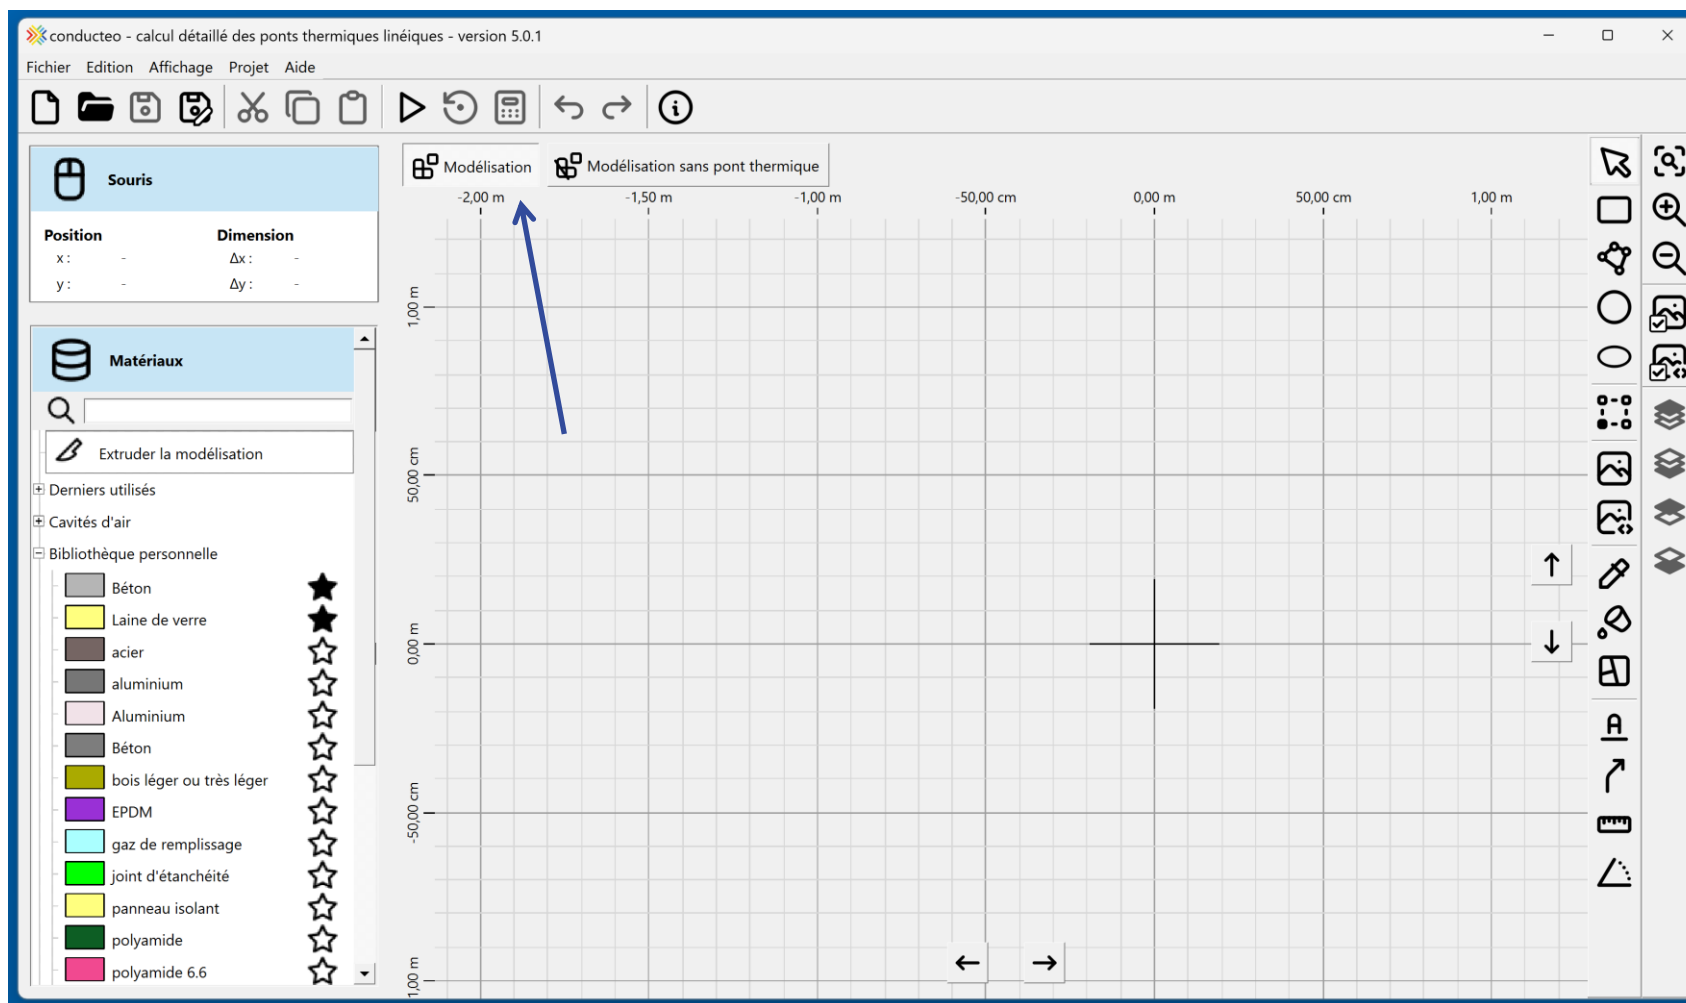 conducteo - calcul détaillé des ponts thermiques linéiques - version 5.0.1
Fichier Edition Affichage Projet Aide
Souris
Position Dimension
x : - Δx : -
y : - Δy : -
Matériaux
Extruder la modélisation
Derniers utilisés
Cavités d'air
Bibliothèque personnelle
Béton
Laine de verre
acier
aluminium
Aluminium
Béton
bois léger ou très léger
EPDM
gaz de remplissage
joint d'étanchéité
panneau isolant
polyamide
polyamide 6.6
Modélisation Modélisation sans pont thermique
-2,00 m -1,50 m -1,00 m -50,00 cm 0,00 m 50,00 cm 1,00 m
1,00 m
50,00 cm
0,00 m
-50,00 cm
1,00 m
A